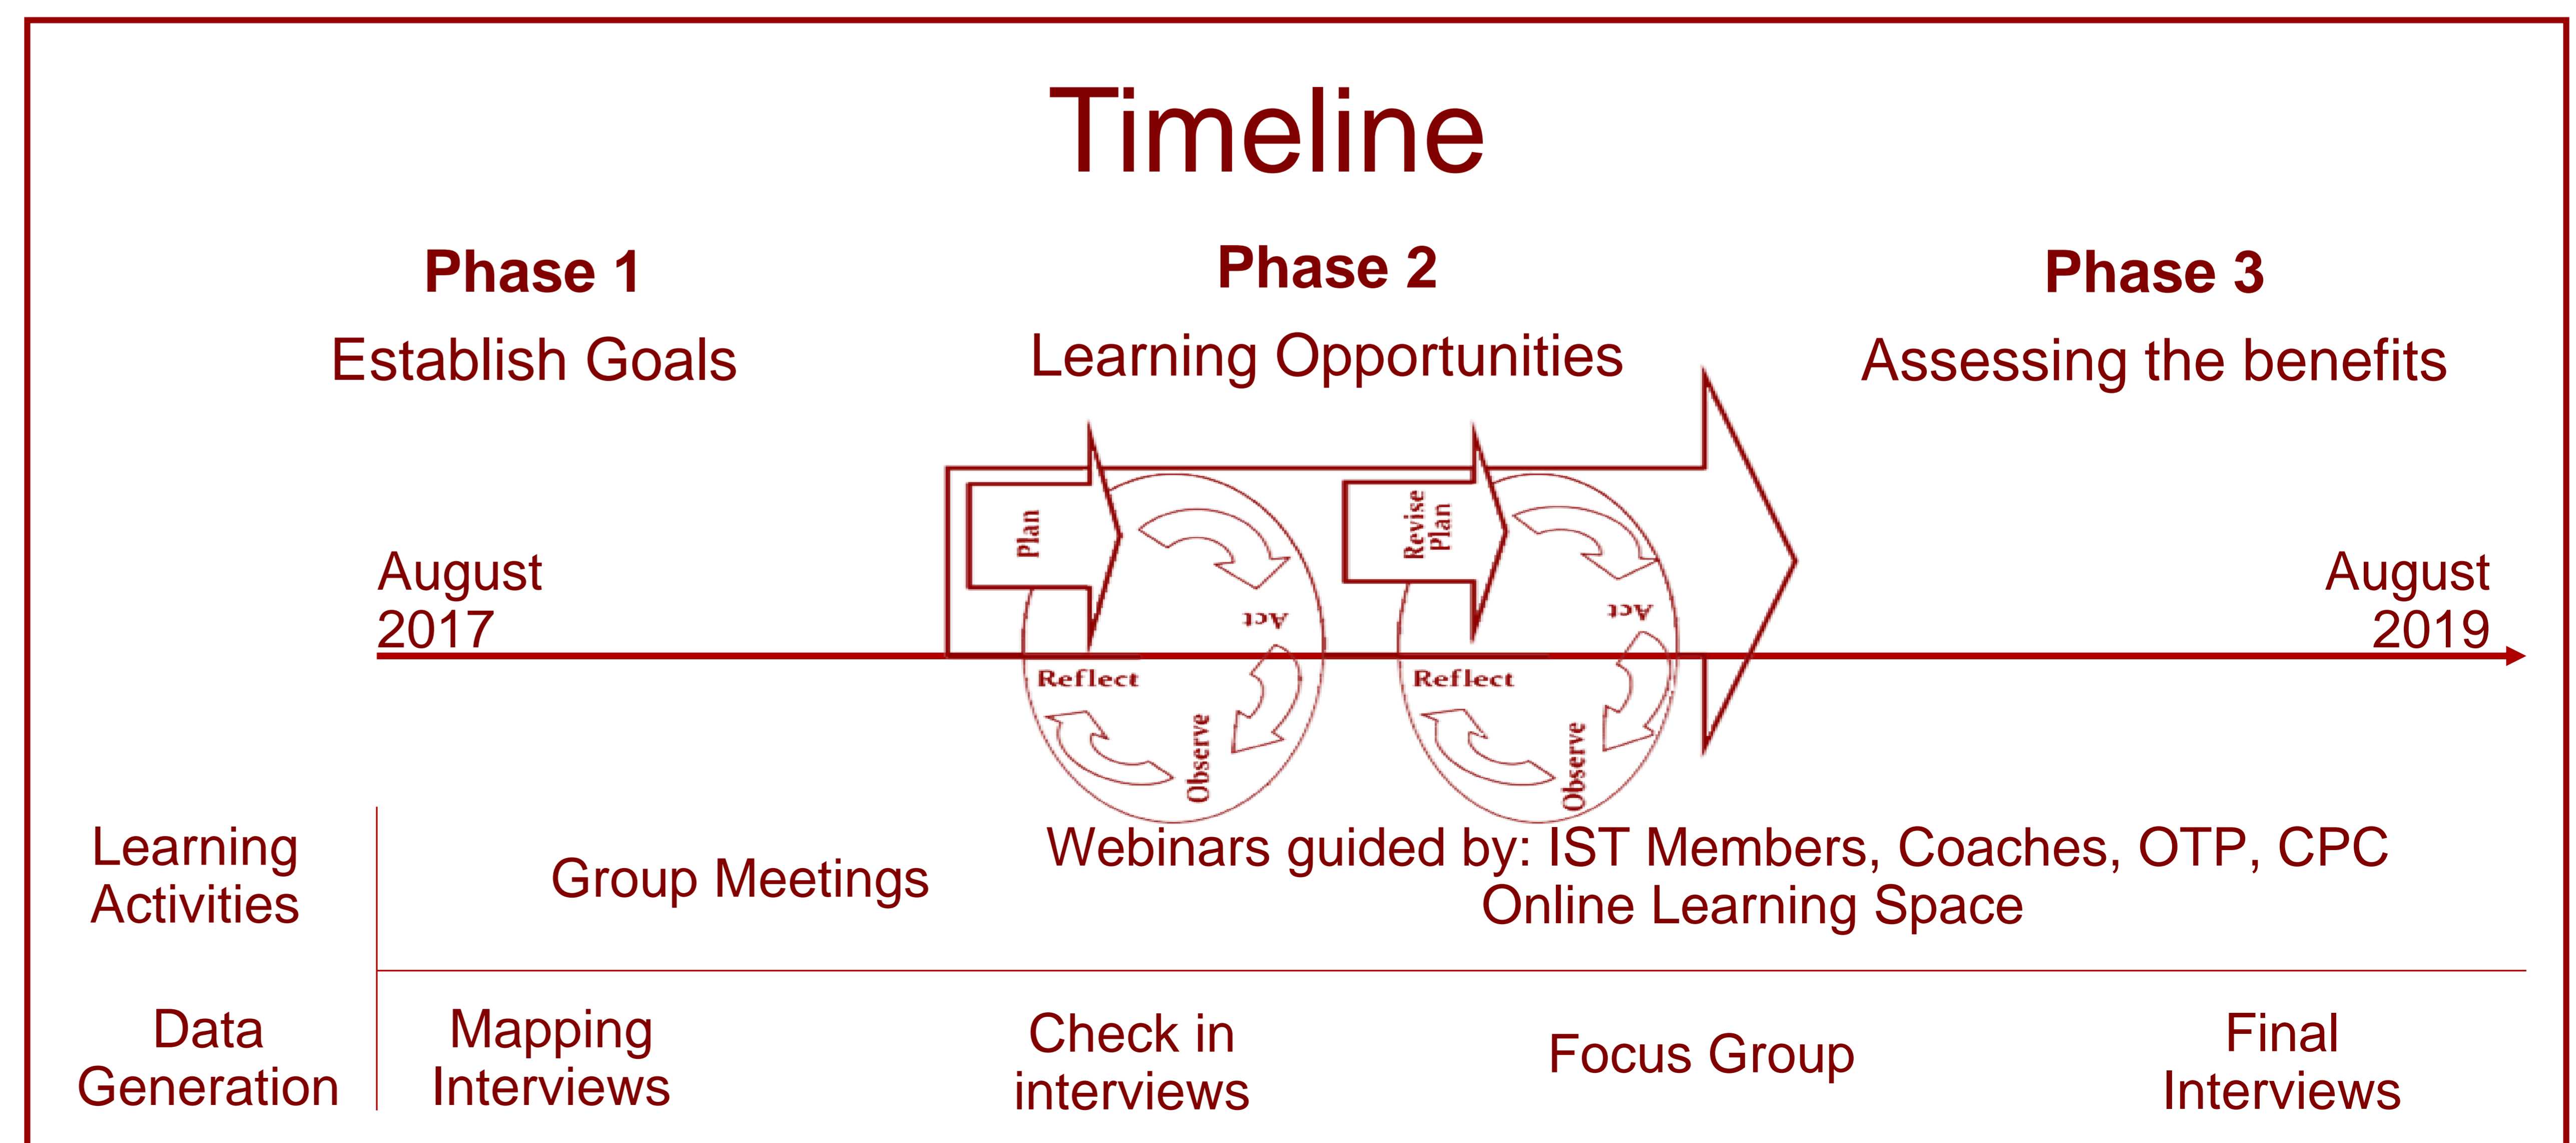 Timeline
Phase 1
Establish Goals
Phase 2
Learning Opportunities
Phase 3
Assessing the benefits
August
2017
August
2019
Plan
Act
Observe
Reflect
Revise
Plan
Act
Observe
Reflect
Learning
Activities
Group Meetings
Webinars guided by: IST Members, Coaches, OTP, CPC
Online Learning Space
Data
Generation
Mapping
Interviews
Check in
interviews
Focus Group
Final
Interviews